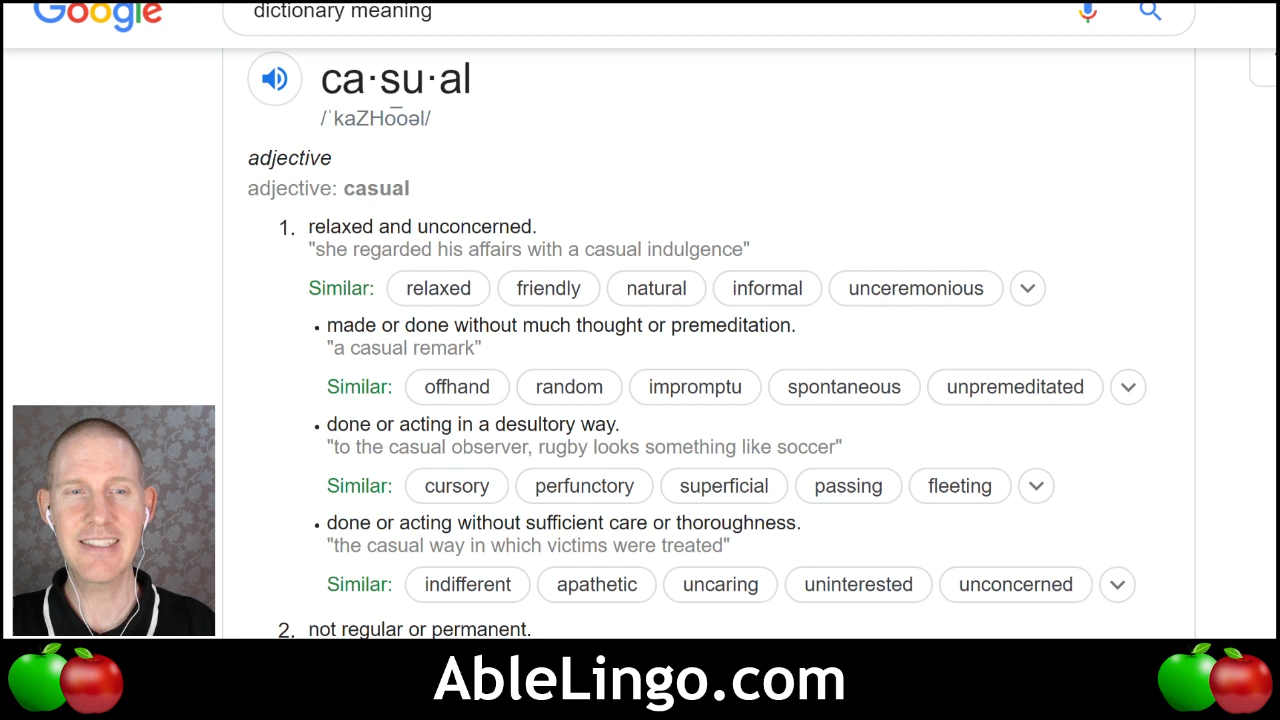 Google
dictionary meaning
ca·su·al
/ˈkaZHo͞oəl/
adjective
adjective: casual
1. relaxed and unconcerned.
"she regarded his affairs with a casual indulgence"
Similar: relaxed friendly natural informal unceremonious
• made or done without much thought or premeditation.
"a casual remark"
Similar: offhand random impromptu spontaneous unpremeditated
• done or acting in a desultory way.
"to the casual observer, rugby looks something like soccer"
Similar: cursory perfunctory superficial passing fleeting
• done or acting without sufficient care or thoroughness.
"the casual way in which victims were treated"
Similar: indifferent apathetic uncaring uninterested unconcerned
2. not regular or permanent.
AbleLingo.com